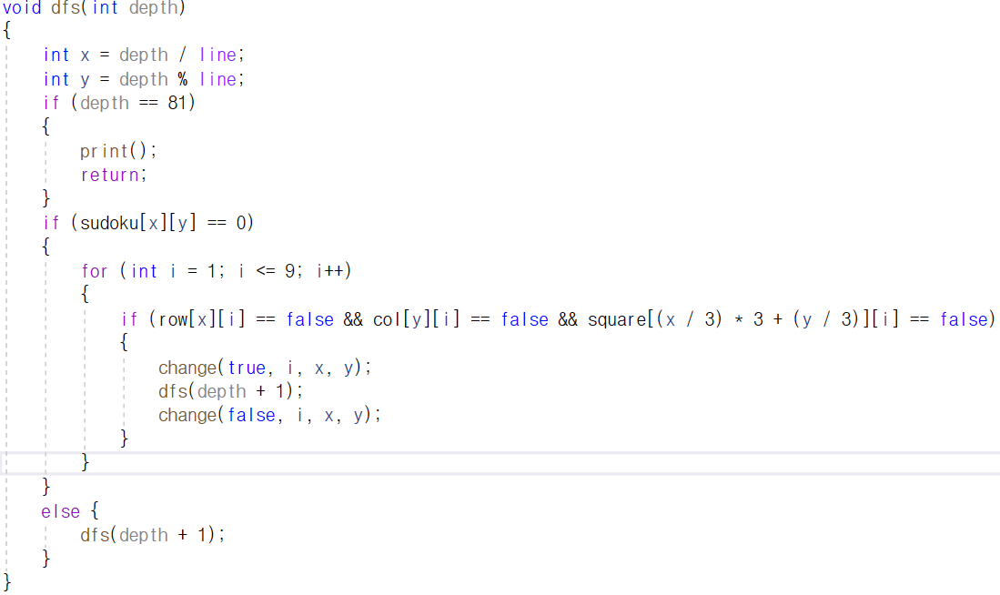 void dfs(int depth)
{
    int x = depth / line;
    int y = depth % line;
    if (depth == 81)
    {
        print();
        return;
    }
    if (sudoku[x][y] == 0)
    {
        for (int i = 1; i <= 9; i++)
        {
            if (row[x][i] == false && col[y][i] == false && square[(x / 3) * 3 + (y / 3)][i] == false)
            {
                change(true, i, x, y);
                dfs(depth + 1);
                change(false, i, x, y);
            }
        }
    }
    else {
        dfs(depth + 1);
    }
}